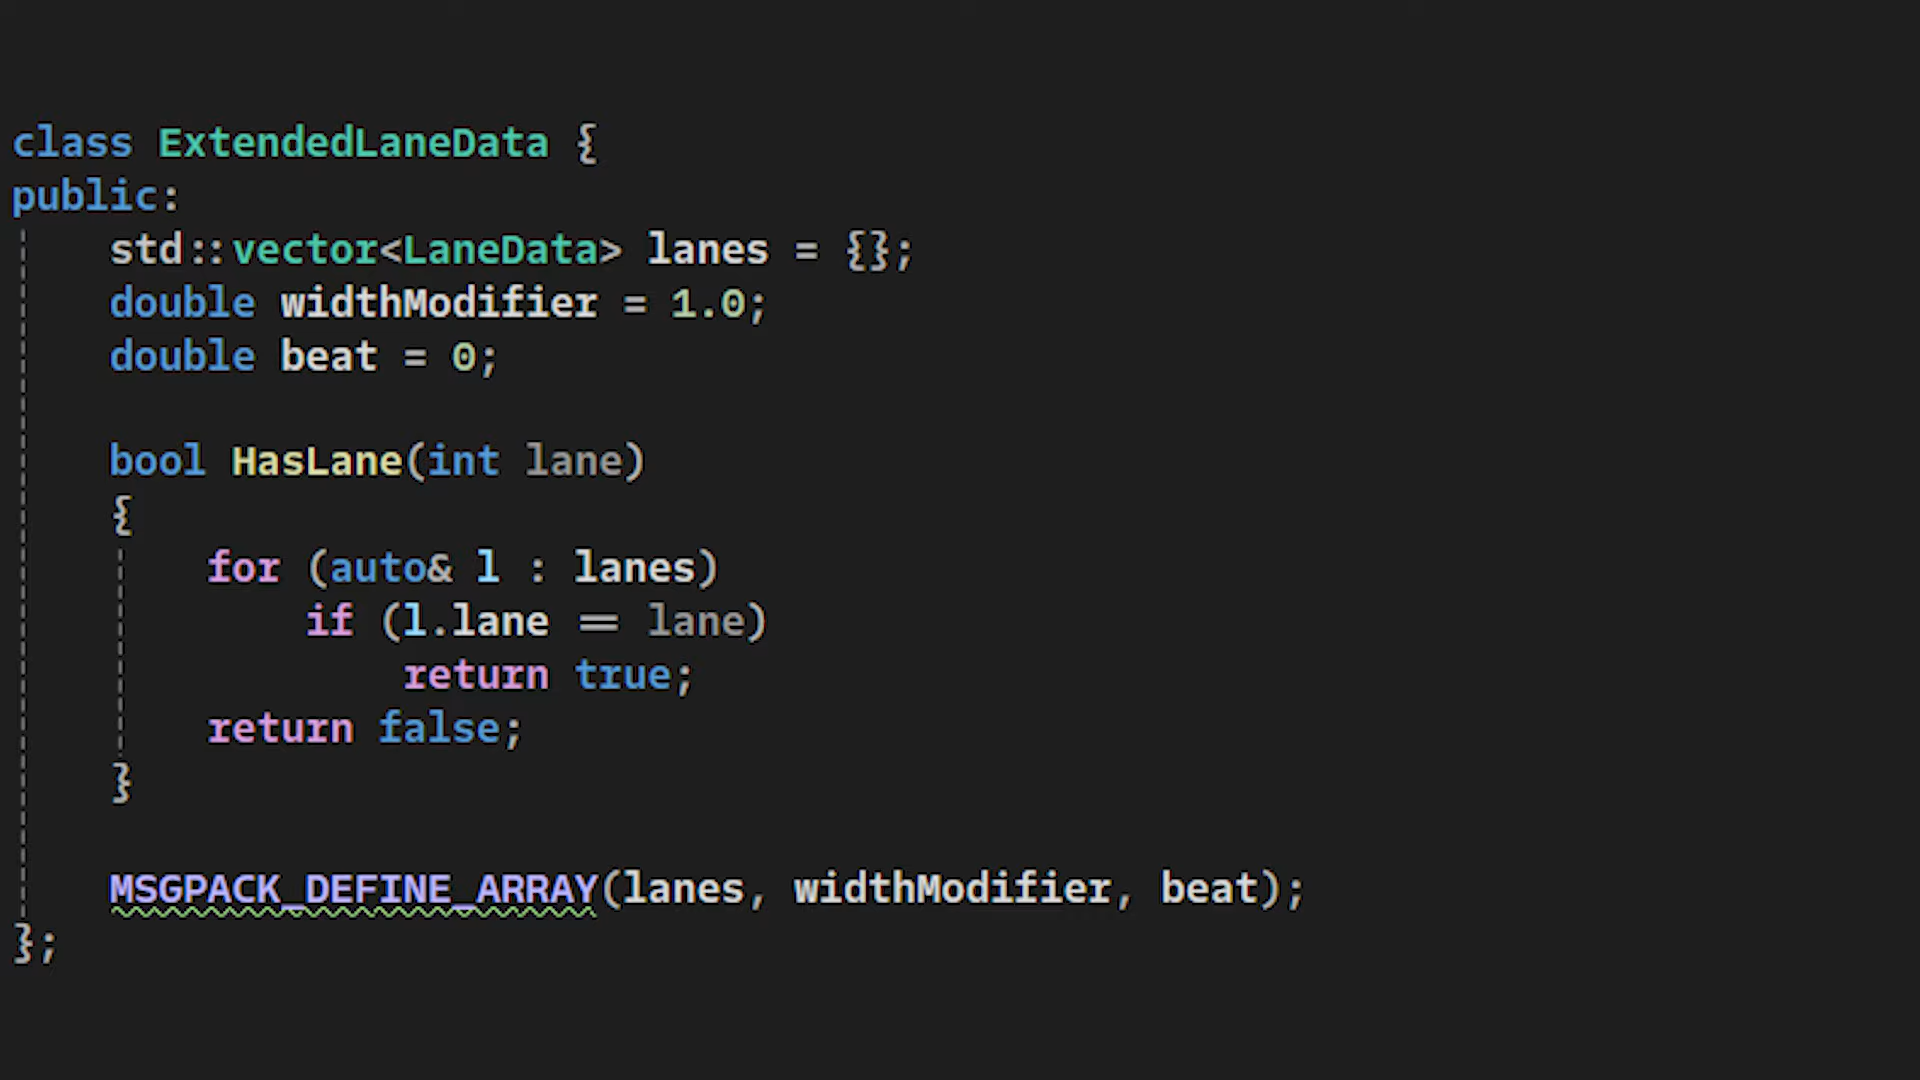 class ExtendedLaneData {
public:
    std::vector<LaneData> lanes = {};
    double widthModifier = 1.0;
    double beat = 0;
    bool HasLane(int lane)
    {
        for (auto& l : lanes)
            if (l.lane == lane)
                return true;
        return false;
    }
    MSGPACK_DEFINE_ARRAY(lanes, widthModifier, beat);
};